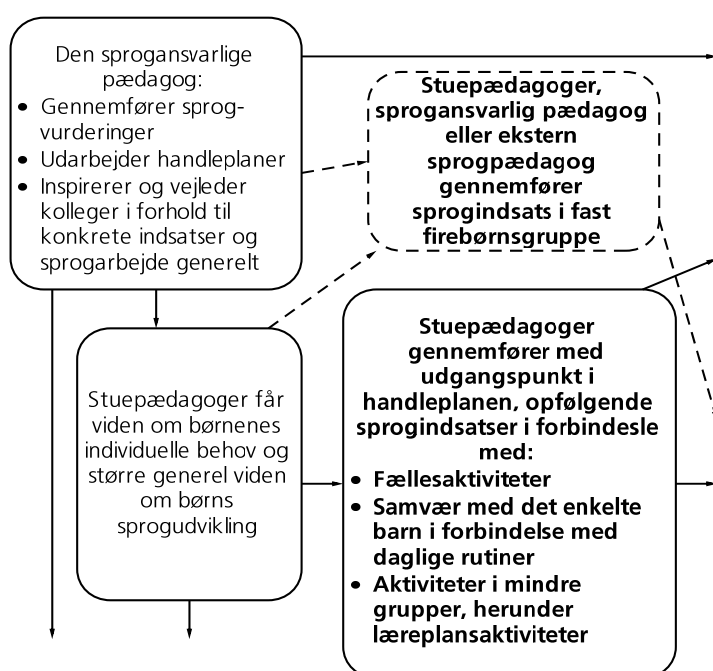 Den sprogansvarlige
pædagog:
• Gennemfører sprog-
vurderinger
• Udarbejder handleplaner
• Inspirerer og vejleder
kolleger i forhold til
konkrete indsatser og
sprogarbejde generelt
Stuepædagoger,
sprogansvarlig pædagog
eller ekstern
sprogpædagog
gennemfører
sprogindsats i fast
firebørnsgruppe
Stuepædagoger får
viden om børnenes
individuelle behov og
større generel viden
om børns
sprogudvikling
Stuepædagoger
gennemfører med
udgangspunkt i
handleplanen, opfølgende
sprogindsatser i forbindesle
med:
• Fællesaktiviteter
• Samvær med det enkelte
barn i forbindelse med
daglige rutiner
• Aktiviteter i mindre
grupper, herunder
læreplansaktiviteter